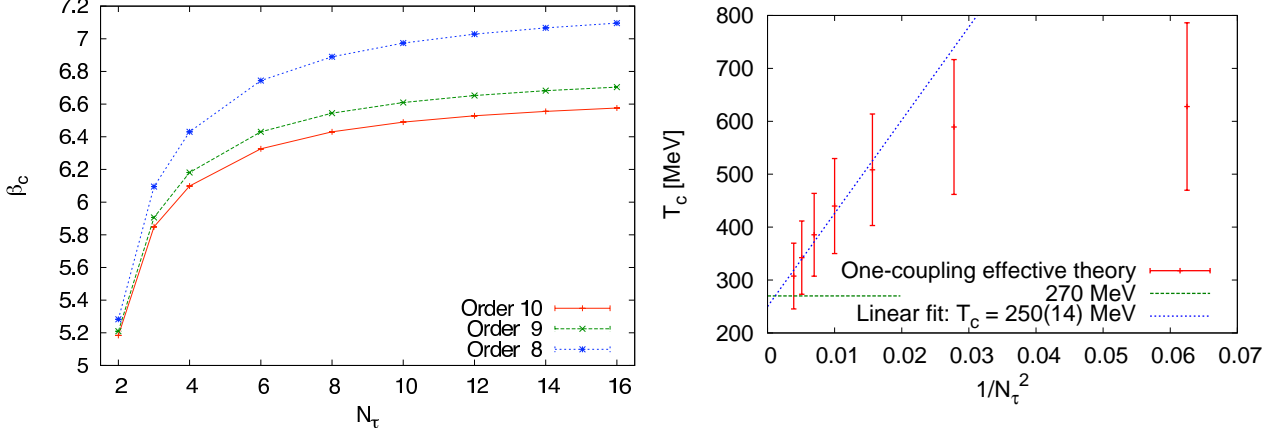 7.2
7
6.8
6.6
6.4
6.2
6
5.8
5.6
5.4
5.2
5
β_c
2 4 6 8 10 12 14 16
N_τ
Order 10
Order 9
Order 8
800
700
600
500
400
300
200
T_c [MeV]
0 0.01 0.02 0.03 0.04 0.05 0.06 0.07
1/N_τ^2
One-coupling effective theory
270 MeV
Linear fit: T_c = 250(14) MeV